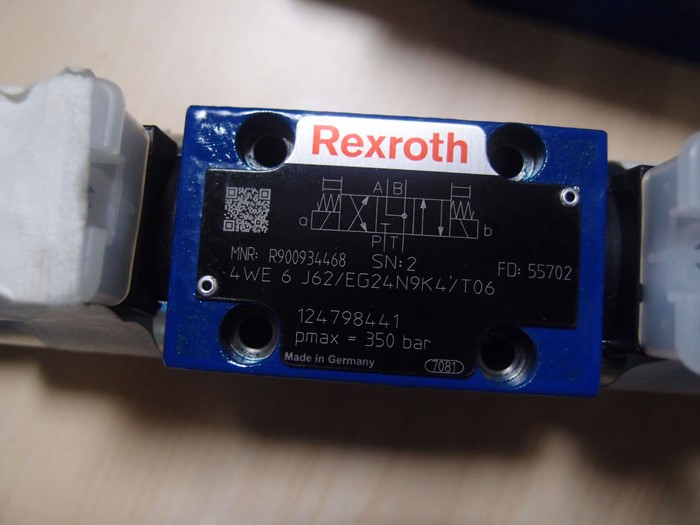 Rexroth
A B
a b
P T
MNR: R900934468 SN: 2 FD: 55702
4WE 6 J62/EG24N9K4/T06
124798441
pmax = 350 bar
Made in Germany 7081